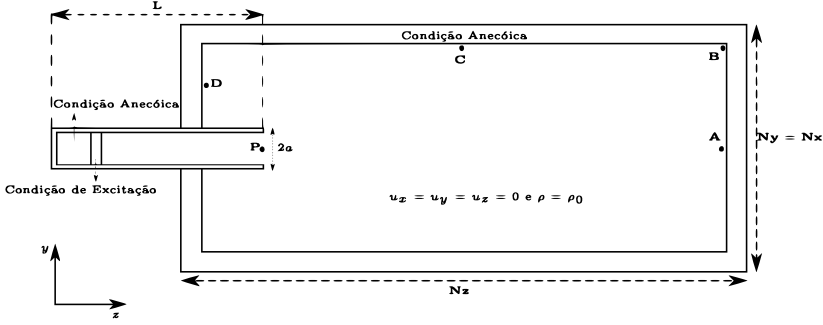 L
Condição Anecóica
C
B
D
Condição Anecóica
P
2a
A
Ny = Nx
Condição de Excitação
u_x = u_y = u_z = 0 e ρ = ρ_0
y
z
Nz